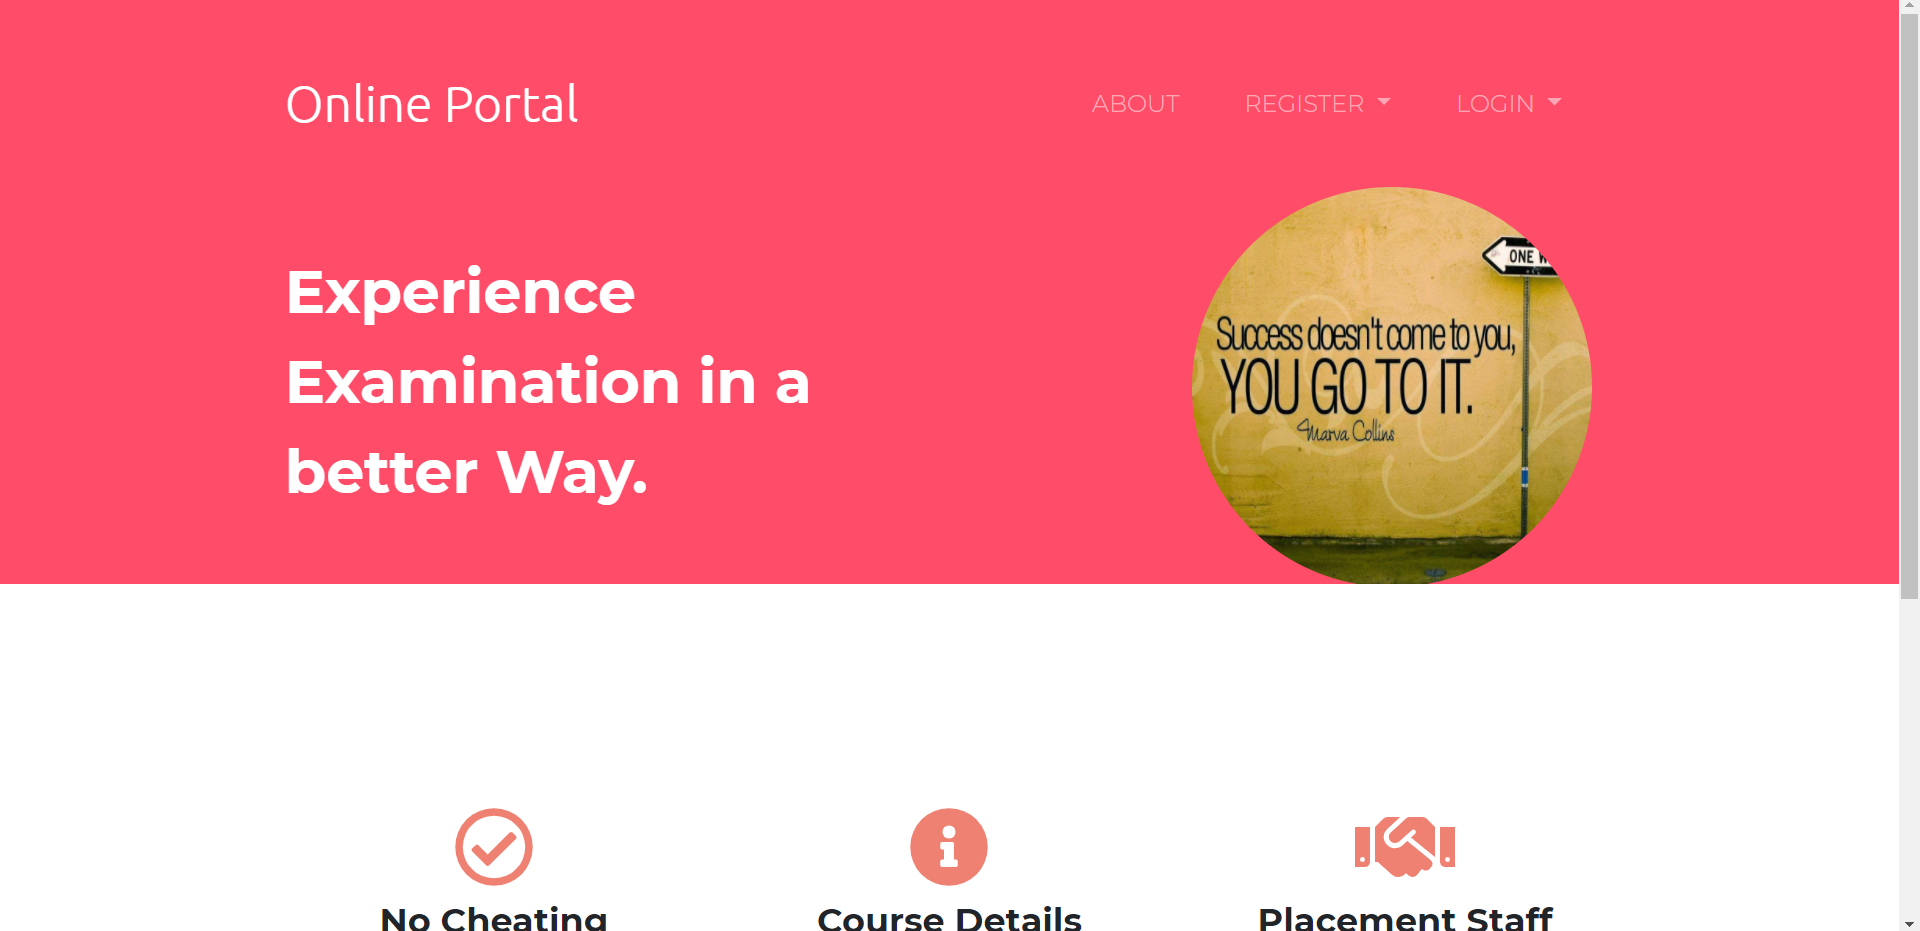 Online Portal
ABOUT
REGISTER
LOGIN
Experience
Examination in a
better Way.
ONE
Success doesn't come to you,
YOU GO TO IT.
Marva Collins
No Cheating
Course Details
Placement Staff